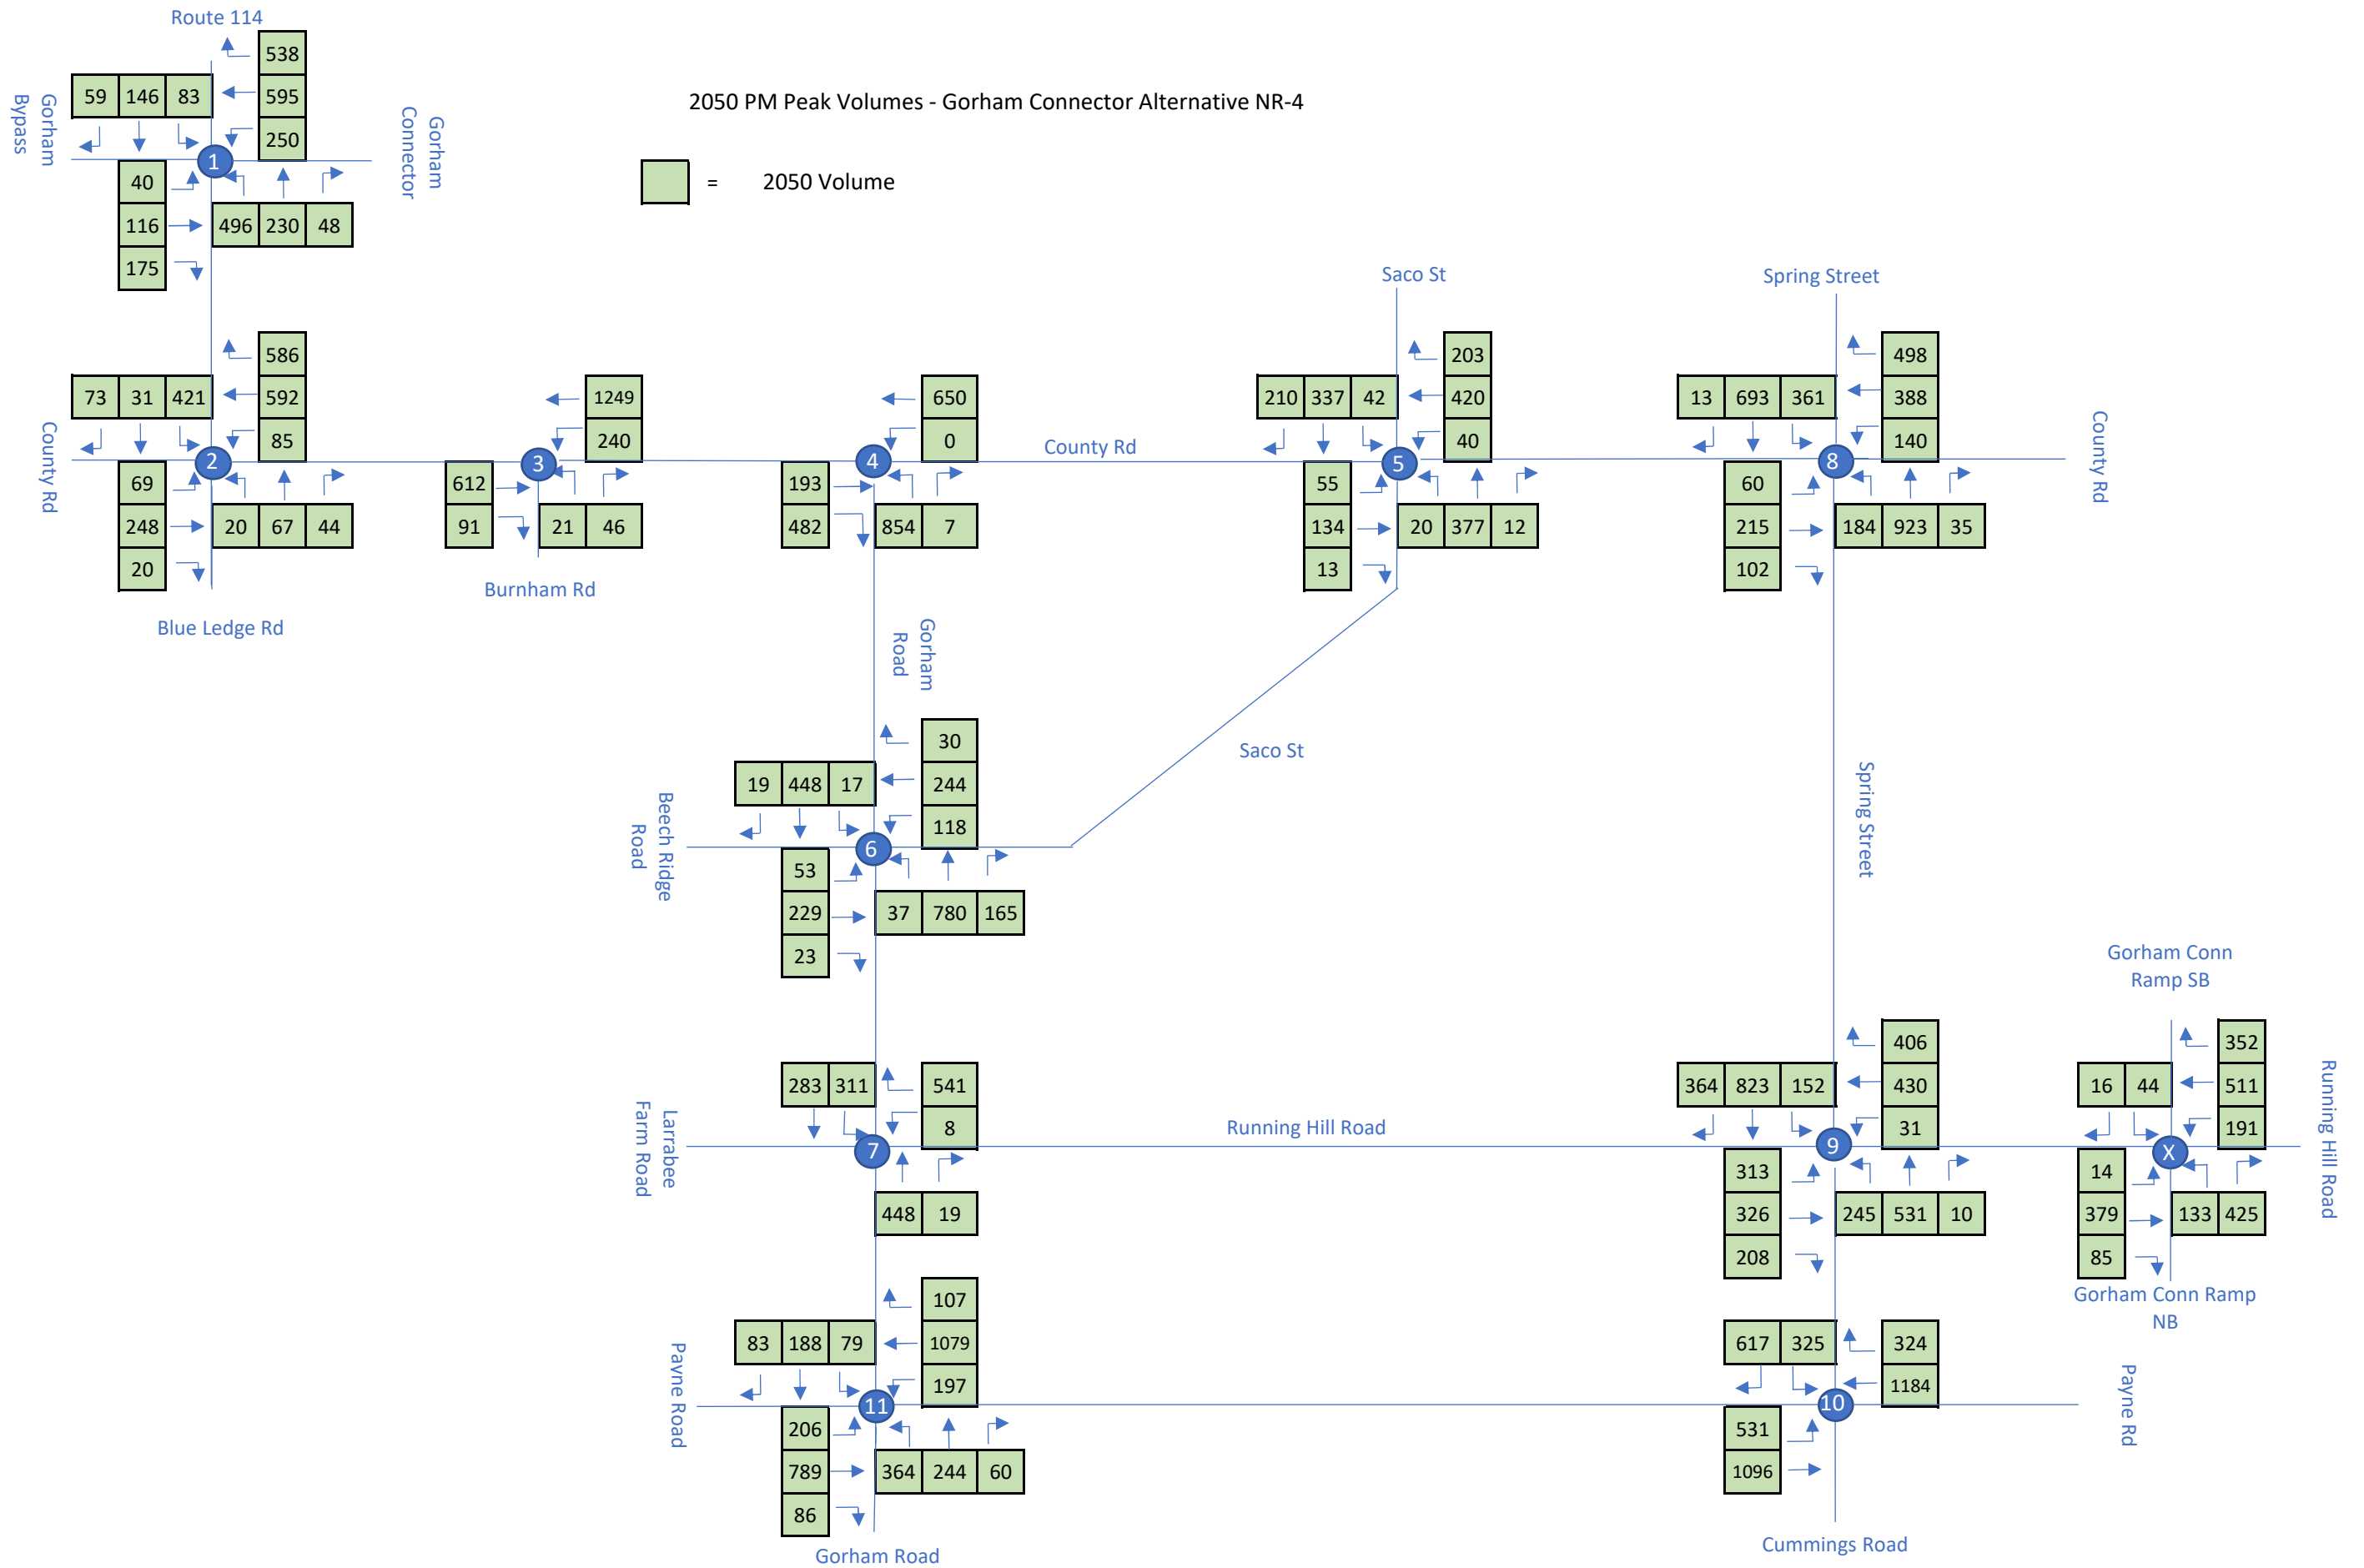 Route 114
538
59 146 83
595
250
Gorham
Bypass
Gorham
Connector
1
40
116
175
496 230 48
2050 PM Peak Volumes - Gorham Connector Alternative NR-4
= 2050 Volume
586
73 31 421
592
85
County Rd
2
69
248
20
20 67 44
Blue Ledge Rd
1249
240
3
612
91
21 46
Burnham Rd
650
0
4
193
482
854 7
County Rd
Saco St
203
210 337 42
420
40
5
55
134
13
20 377 12
Spring Street
498
13 693 361
388
140
8
County Rd
60
215
102
184 923 35
Gorham
Road
30
19 448 17
244
118
Beech Ridge
Road
6
53
229
23
37 780 165
Saco St
Spring Street
283 311
541
8
Larrabee
Farm Road
7
Running Hill Road
448 19
406
364 823 152
430
31
9
313
326
208
245 531 10
Gorham Conn
Ramp SB
352
16 44
511
191
X
Running Hill Road
14
379
85
133 425
Gorham Conn Ramp
NB
107
83 188 79
1079
197
Payne Road
11
206
789
86
364 244 60
Gorham Road
617 325
324
1184
10
Payne Rd
531
1096
Cummings Road